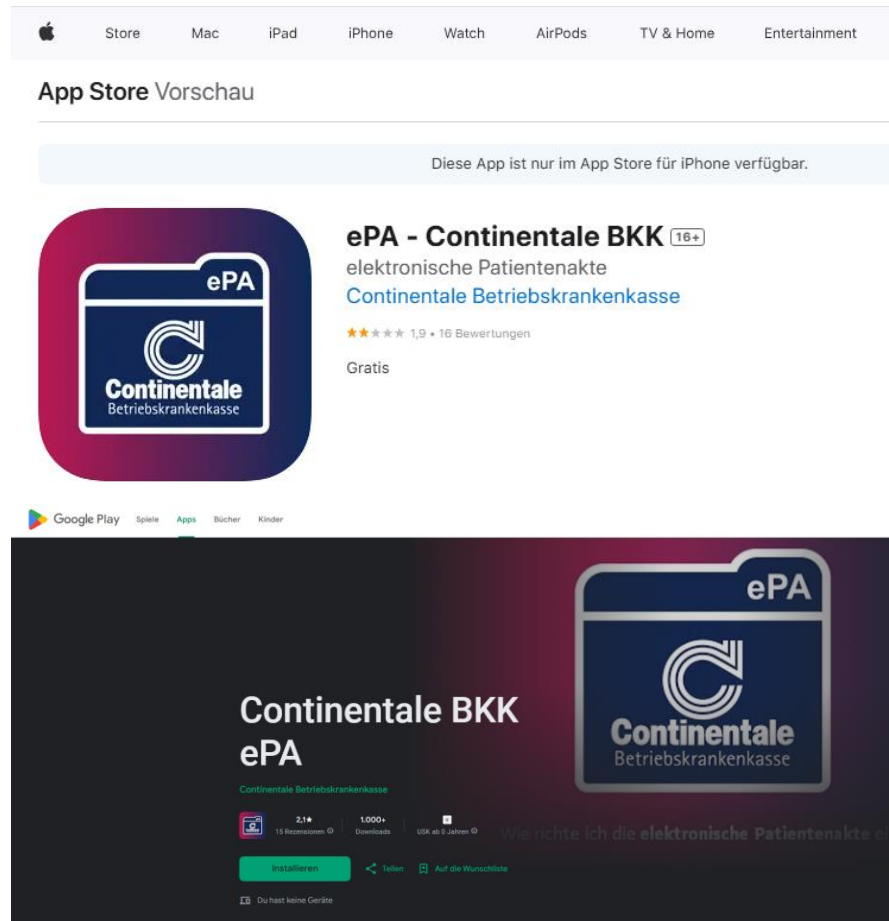 Store Mac iPad iPhone Watch AirPods TV & Home Entertainment
App Store Vorschau
Diese App ist nur im App Store für iPhone verfügbar.
ePA
Continentale
Betriebskrankenkasse
ePA - Continentale BKK 16+
elektronische Patientenakte
Continentale Betriebskrankenkasse
1,9 • 16 Bewertungen
Gratis
Google Play Spiele Apps Bücher Kinder
ePA
Continentale
Betriebskrankenkasse
Continentale BKK
ePA
Continentale Betriebskrankenkasse
2,1★ 1.000+
15 Rezensionen Downloads USK ab 0 Jahren
Wie richte ich die elektronische Patientenakte
Installieren Teilen Auf die Wunschliste
Du hast keine Geräte